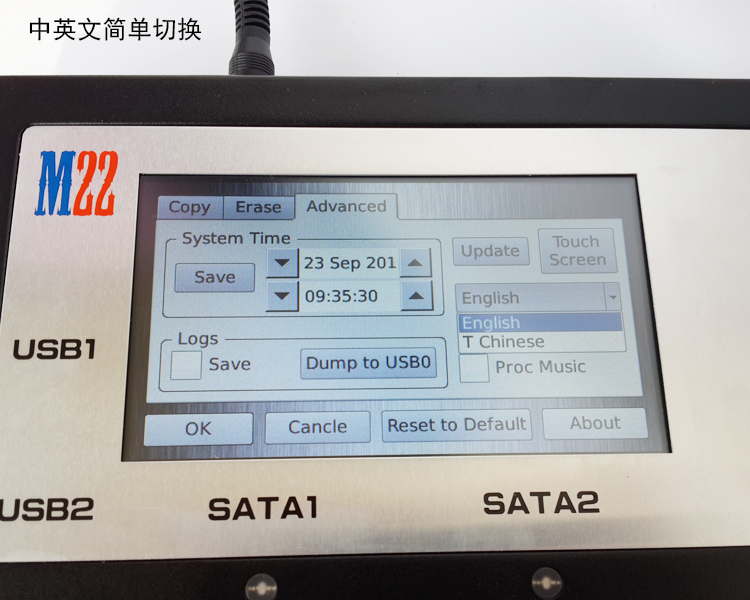 中英文简单切换
M22
Copy Erase Advanced
System Time
Save
23 Sep 201
09:35:30
Update
Touch
Screen
English
English
T Chinese
Logs
Save
Dump to USB0
Proc Music
OK
Cancle
Reset to Default
About
USB1
USB2
SATA1
SATA2